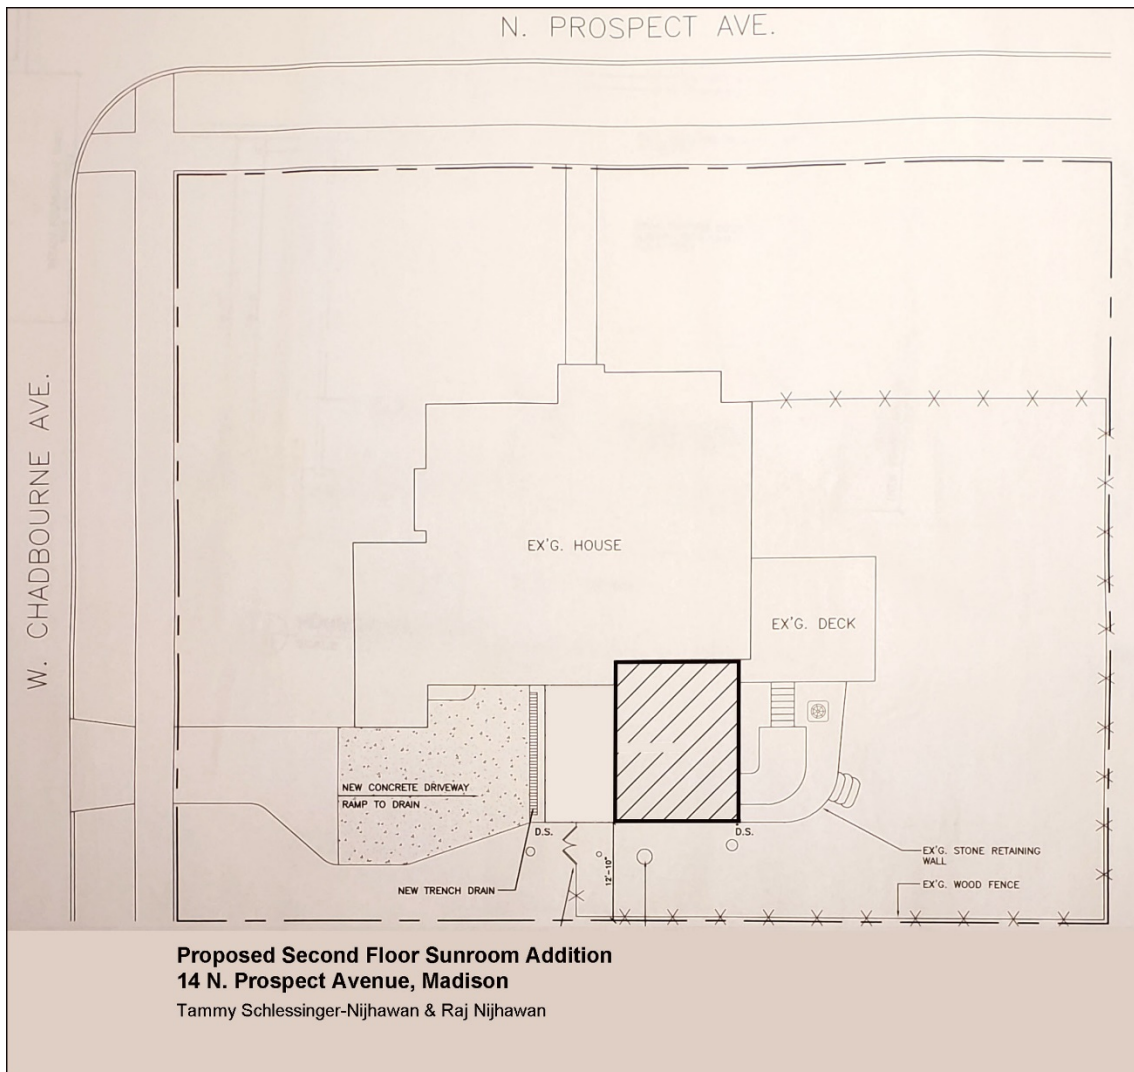 N. PROSPECT AVE.
W. CHADBOURNE AVE.
EX'G. HOUSE
EX'G. DECK
NEW CONCRETE DRIVEWAY
RAMP TO DRAIN
D.S.
D.S.
12'-10"
NEW TRENCH DRAIN
EX'G. STONE RETAINING
WALL
EX'G. WOOD FENCE
Proposed Second Floor Sunroom Addition
14 N. Prospect Avenue, Madison
Tammy Schlessinger-Nijhawan & Raj Nijhawan